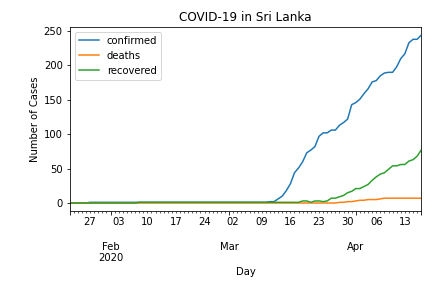 COVID-19 in Sri Lanka
confirmed
deaths
recovered
Number of Cases
250
200
150
100
50
0
27 03 10 17 24 02 09 16 23 30 06 13
Feb Mar Apr
2020
Day